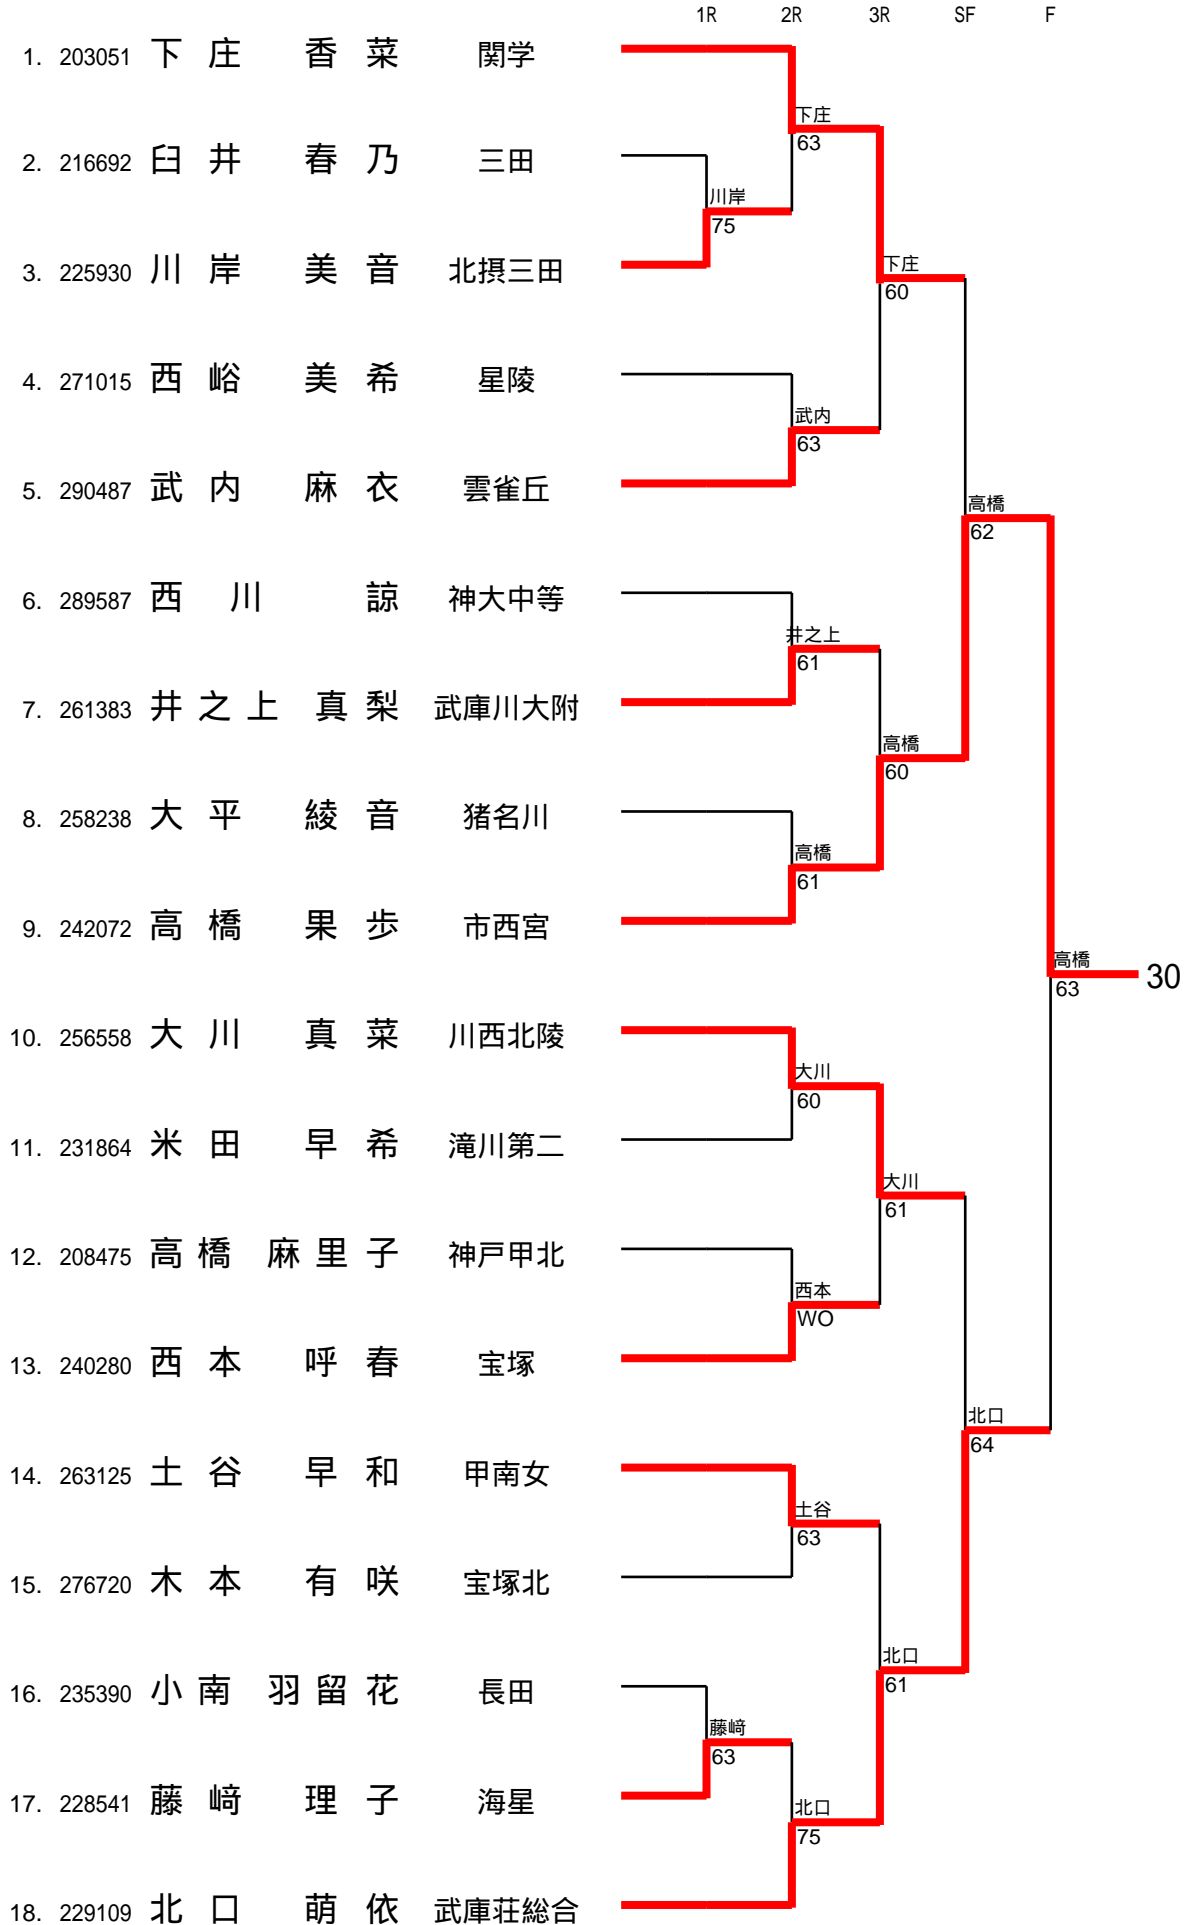 1R 2R 3R SF F
1. 203051 下 庄 香 菜 関学
下庄
63
2. 216692 臼 井 春 乃 三田
川岸
75
3. 225930 川 岸 美 音 北摂三田
下庄
60
4. 271015 西 峪 美 希 星陵
武内
63
5. 290487 武 内 麻 衣 雲雀丘
高橋
62
6. 289587 西 川 諒 神大中等
井之上
61
7. 261383 井 之 上 真 梨 武庫川大附
高橋
60
8. 258238 大 平 綾 音 猪名川
高橋
61
9. 242072 高 橋 果 歩 市西宮
高橋
63
30
10. 256558 大 川 真 菜 川西北陵
大川
60
11. 231864 米 田 早 希 滝川第二
大川
61
12. 208475 高 橋 麻 里 子 神戸甲北
西本
WO
13. 240280 西 本 呼 春 宝塚
北口
64
14. 263125 土 谷 早 和 甲南女
土谷
63
15. 276720 木 本 有 咲 宝塚北
北口
61
16. 235390 小 南 羽 留 花 長田
藤﨑
63
17. 228541 藤 﨑 理 子 海星
北口
75
18. 229109 北 口 萌 依 武庫荘総合